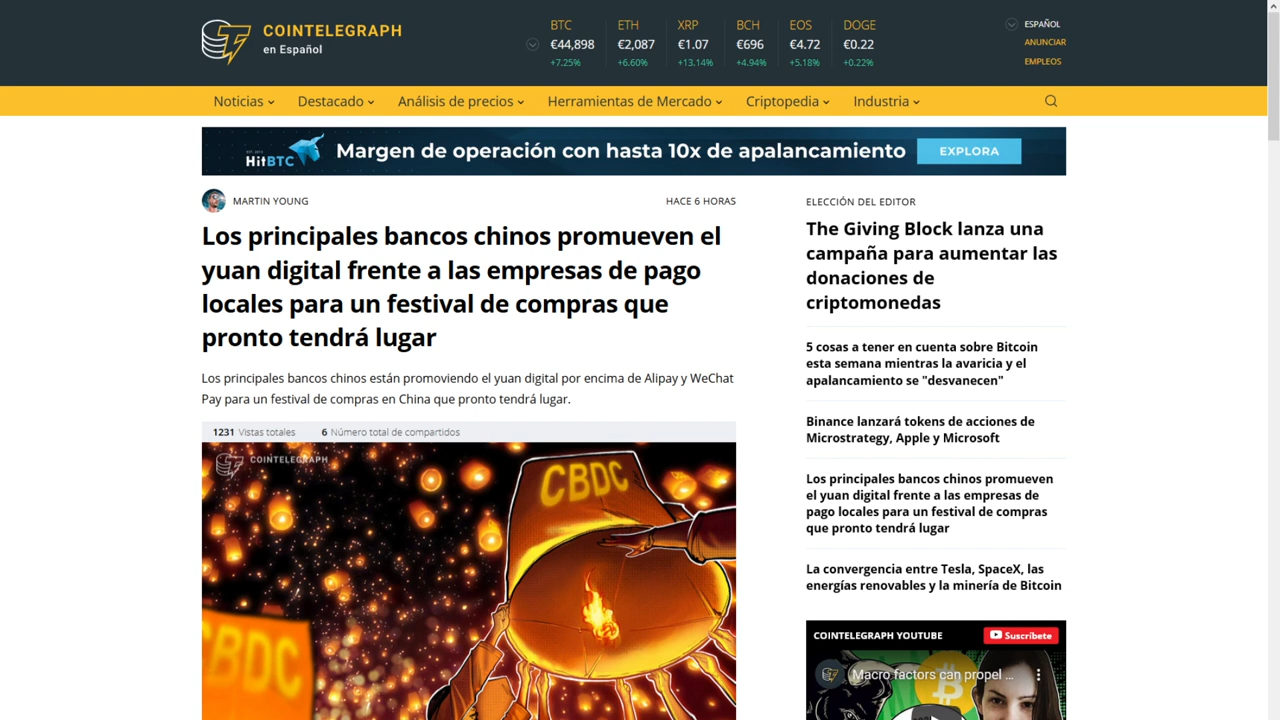 COINTELEGRAPH
en Español
BTC ETH XRP BCH EOS DOGE
€44,898 €2,087 €1.07 €696 €4.72 €0.22
+7.25% +6.60% +13.14% +4.94% +5.18% +0.22%
ESPAÑOL
ANUNCIAR
EMPLEOS
Noticias Destacado Análisis de precios Herramientas de Mercado Criptopedia Industria
HitBTC Margen de operación con hasta 10x de apalancamiento EXPLORA
MARTIN YOUNG HACE 6 HORAS
Los principales bancos chinos promueven el
yuan digital frente a las empresas de pago
locales para un festival de compras que
pronto tendrá lugar
Los principales bancos chinos están promoviendo el yuan digital por encima de Alipay y WeChat
Pay para un festival de compras en China que pronto tendrá lugar.
1231 Vistas totales 6 Número total de compartidos
COINTELEGRAPH
CBDC
CBDC
ELECCIÓN DEL EDITOR
The Giving Block lanza una
campaña para aumentar las
donaciones de
criptomonedas
5 cosas a tener en cuenta sobre Bitcoin
esta semana mientras la avaricia y el
apalancamiento se "desvanecen"
Binance lanzará tokens de acciones de
Microstrategy, Apple y Microsoft
Los principales bancos chinos promueven
el yuan digital frente a las empresas de
pago locales para un festival de compras
que pronto tendrá lugar
La convergencia entre Tesla, SpaceX, las
energías renovables y la minería de Bitcoin
COINTELEGRAPH YOUTUBE Suscríbete
Macro factors can propel ...